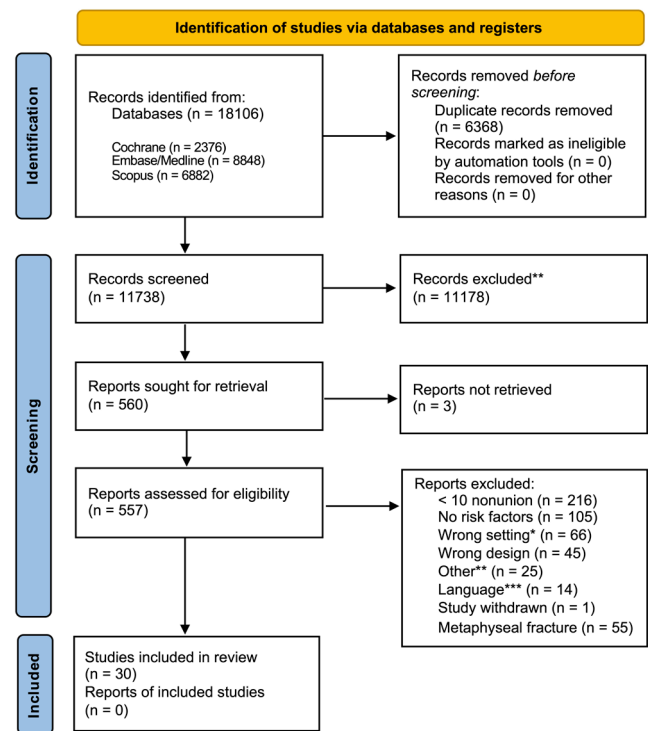 Identification of studies via databases and registers
Identification
Records identified from:
Databases (n = 18106)
Cochrane (n = 2376)
Embase/Medline (n = 8848)
Scopus (n = 6882)
Records removed before
screening:
Duplicate records removed
(n = 6368)
Records marked as ineligible
by automation tools (n = 0)
Records removed for other
reasons (n = 0)
Screening
Records screened
(n = 11738)
Records excluded**
(n = 11178)
Reports sought for retrieval
(n = 560)
Reports not retrieved
(n = 3)
Reports assessed for eligibility
(n = 557)
Reports excluded:
< 10 nonunion (n = 216)
No risk factors (n = 105)
Wrong setting* (n = 66)
Wrong design (n = 45)
Other** (n = 25)
Language*** (n = 14)
Study withdrawn (n = 1)
Metaphyseal fracture (n = 55)
Included
Studies included in review
(n = 30)
Reports of included studies
(n = 0)